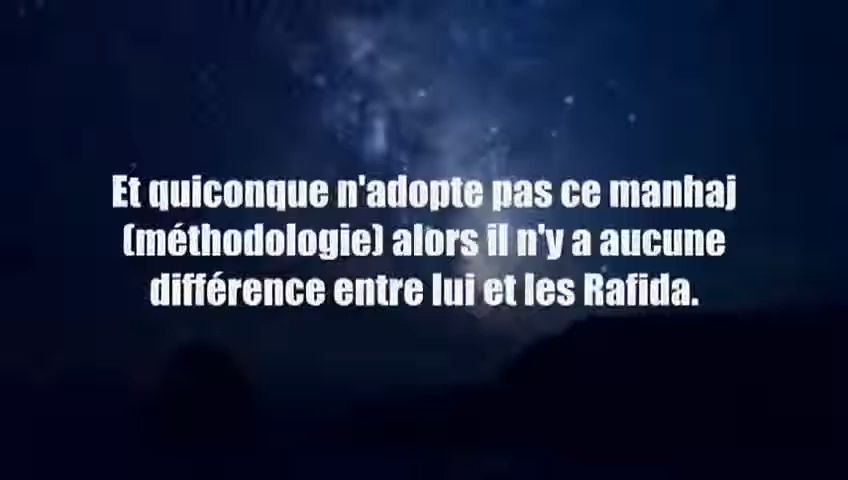 Et quiconque n'adopte pas ce manhaj
(méthodologie) alors il n'y a aucune
différence entre lui et les Rafida.